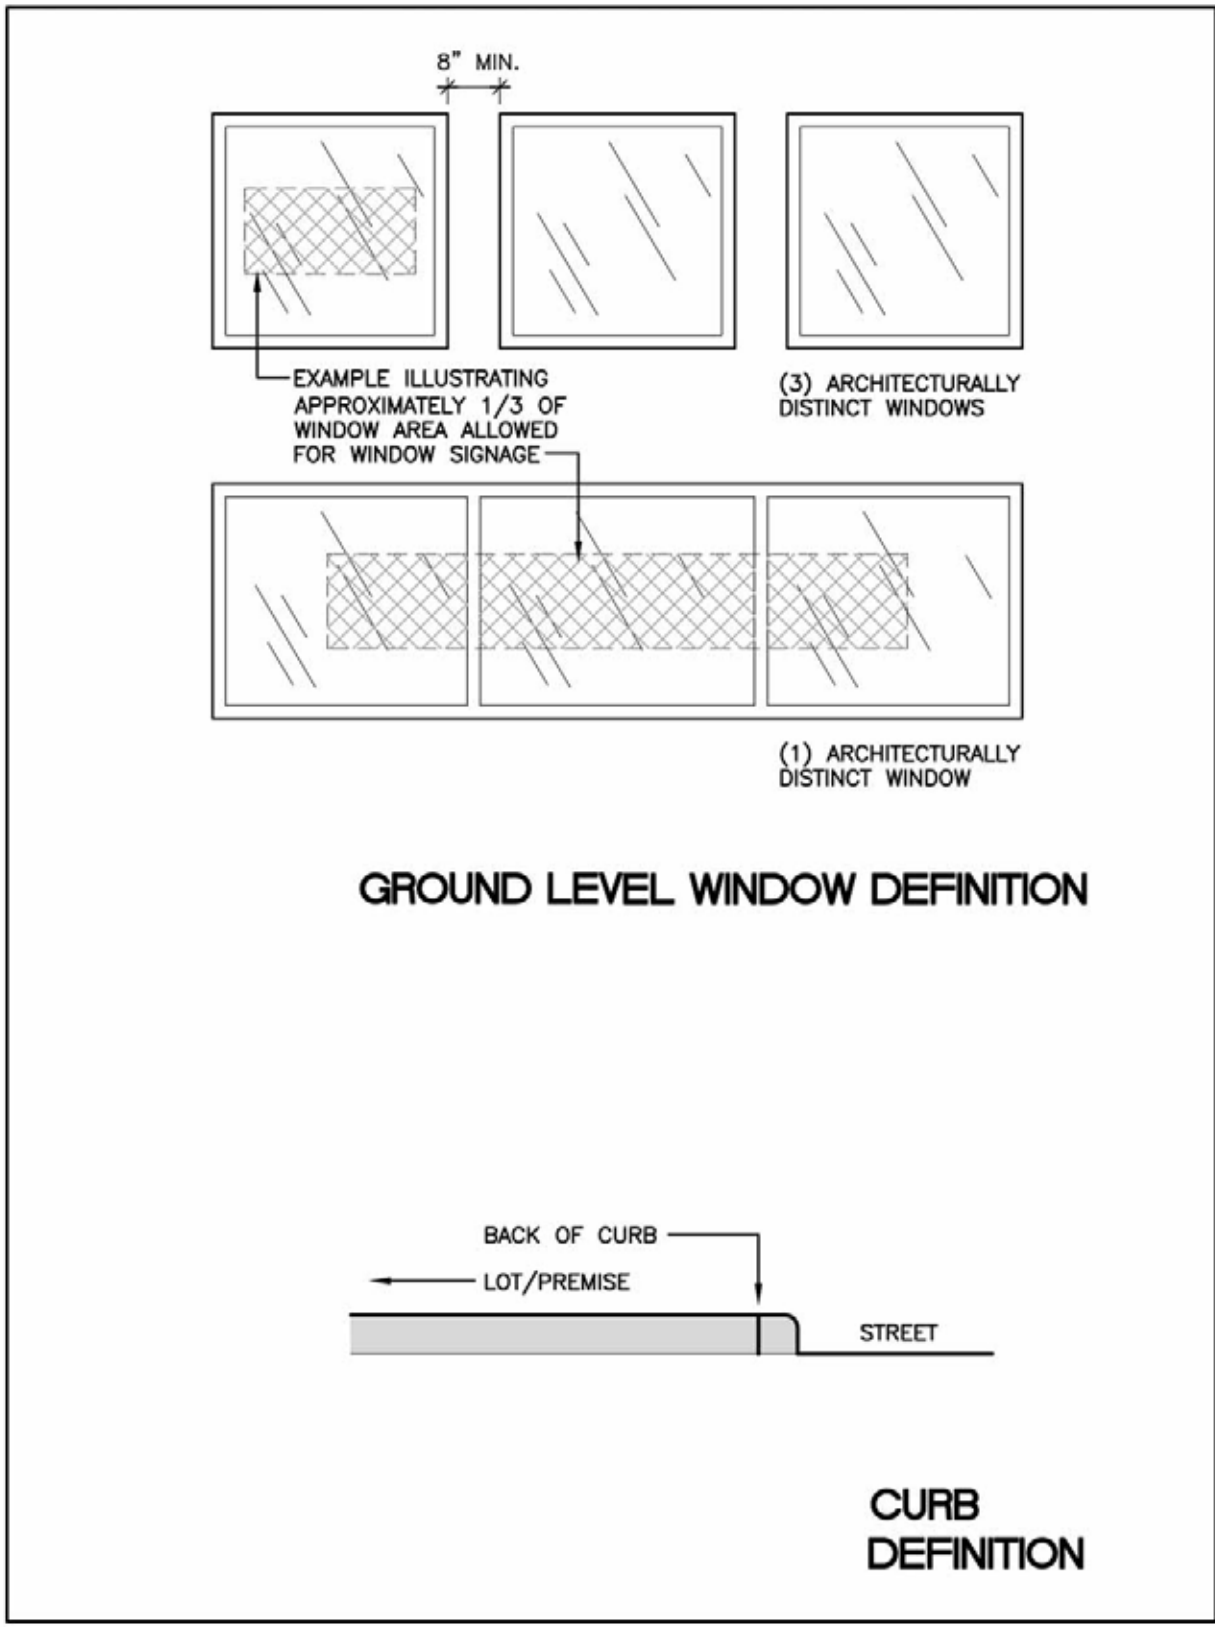 8" MIN.
EXAMPLE ILLUSTRATING
APPROXIMATELY 1/3 OF
WINDOW AREA ALLOWED
FOR WINDOW SIGNAGE
(3) ARCHITECTURALLY
DISTINCT WINDOWS
(1) ARCHITECTURALLY
DISTINCT WINDOW
GROUND LEVEL WINDOW DEFINITION
BACK OF CURB
LOT/PREMISE
STREET
CURB
DEFINITION